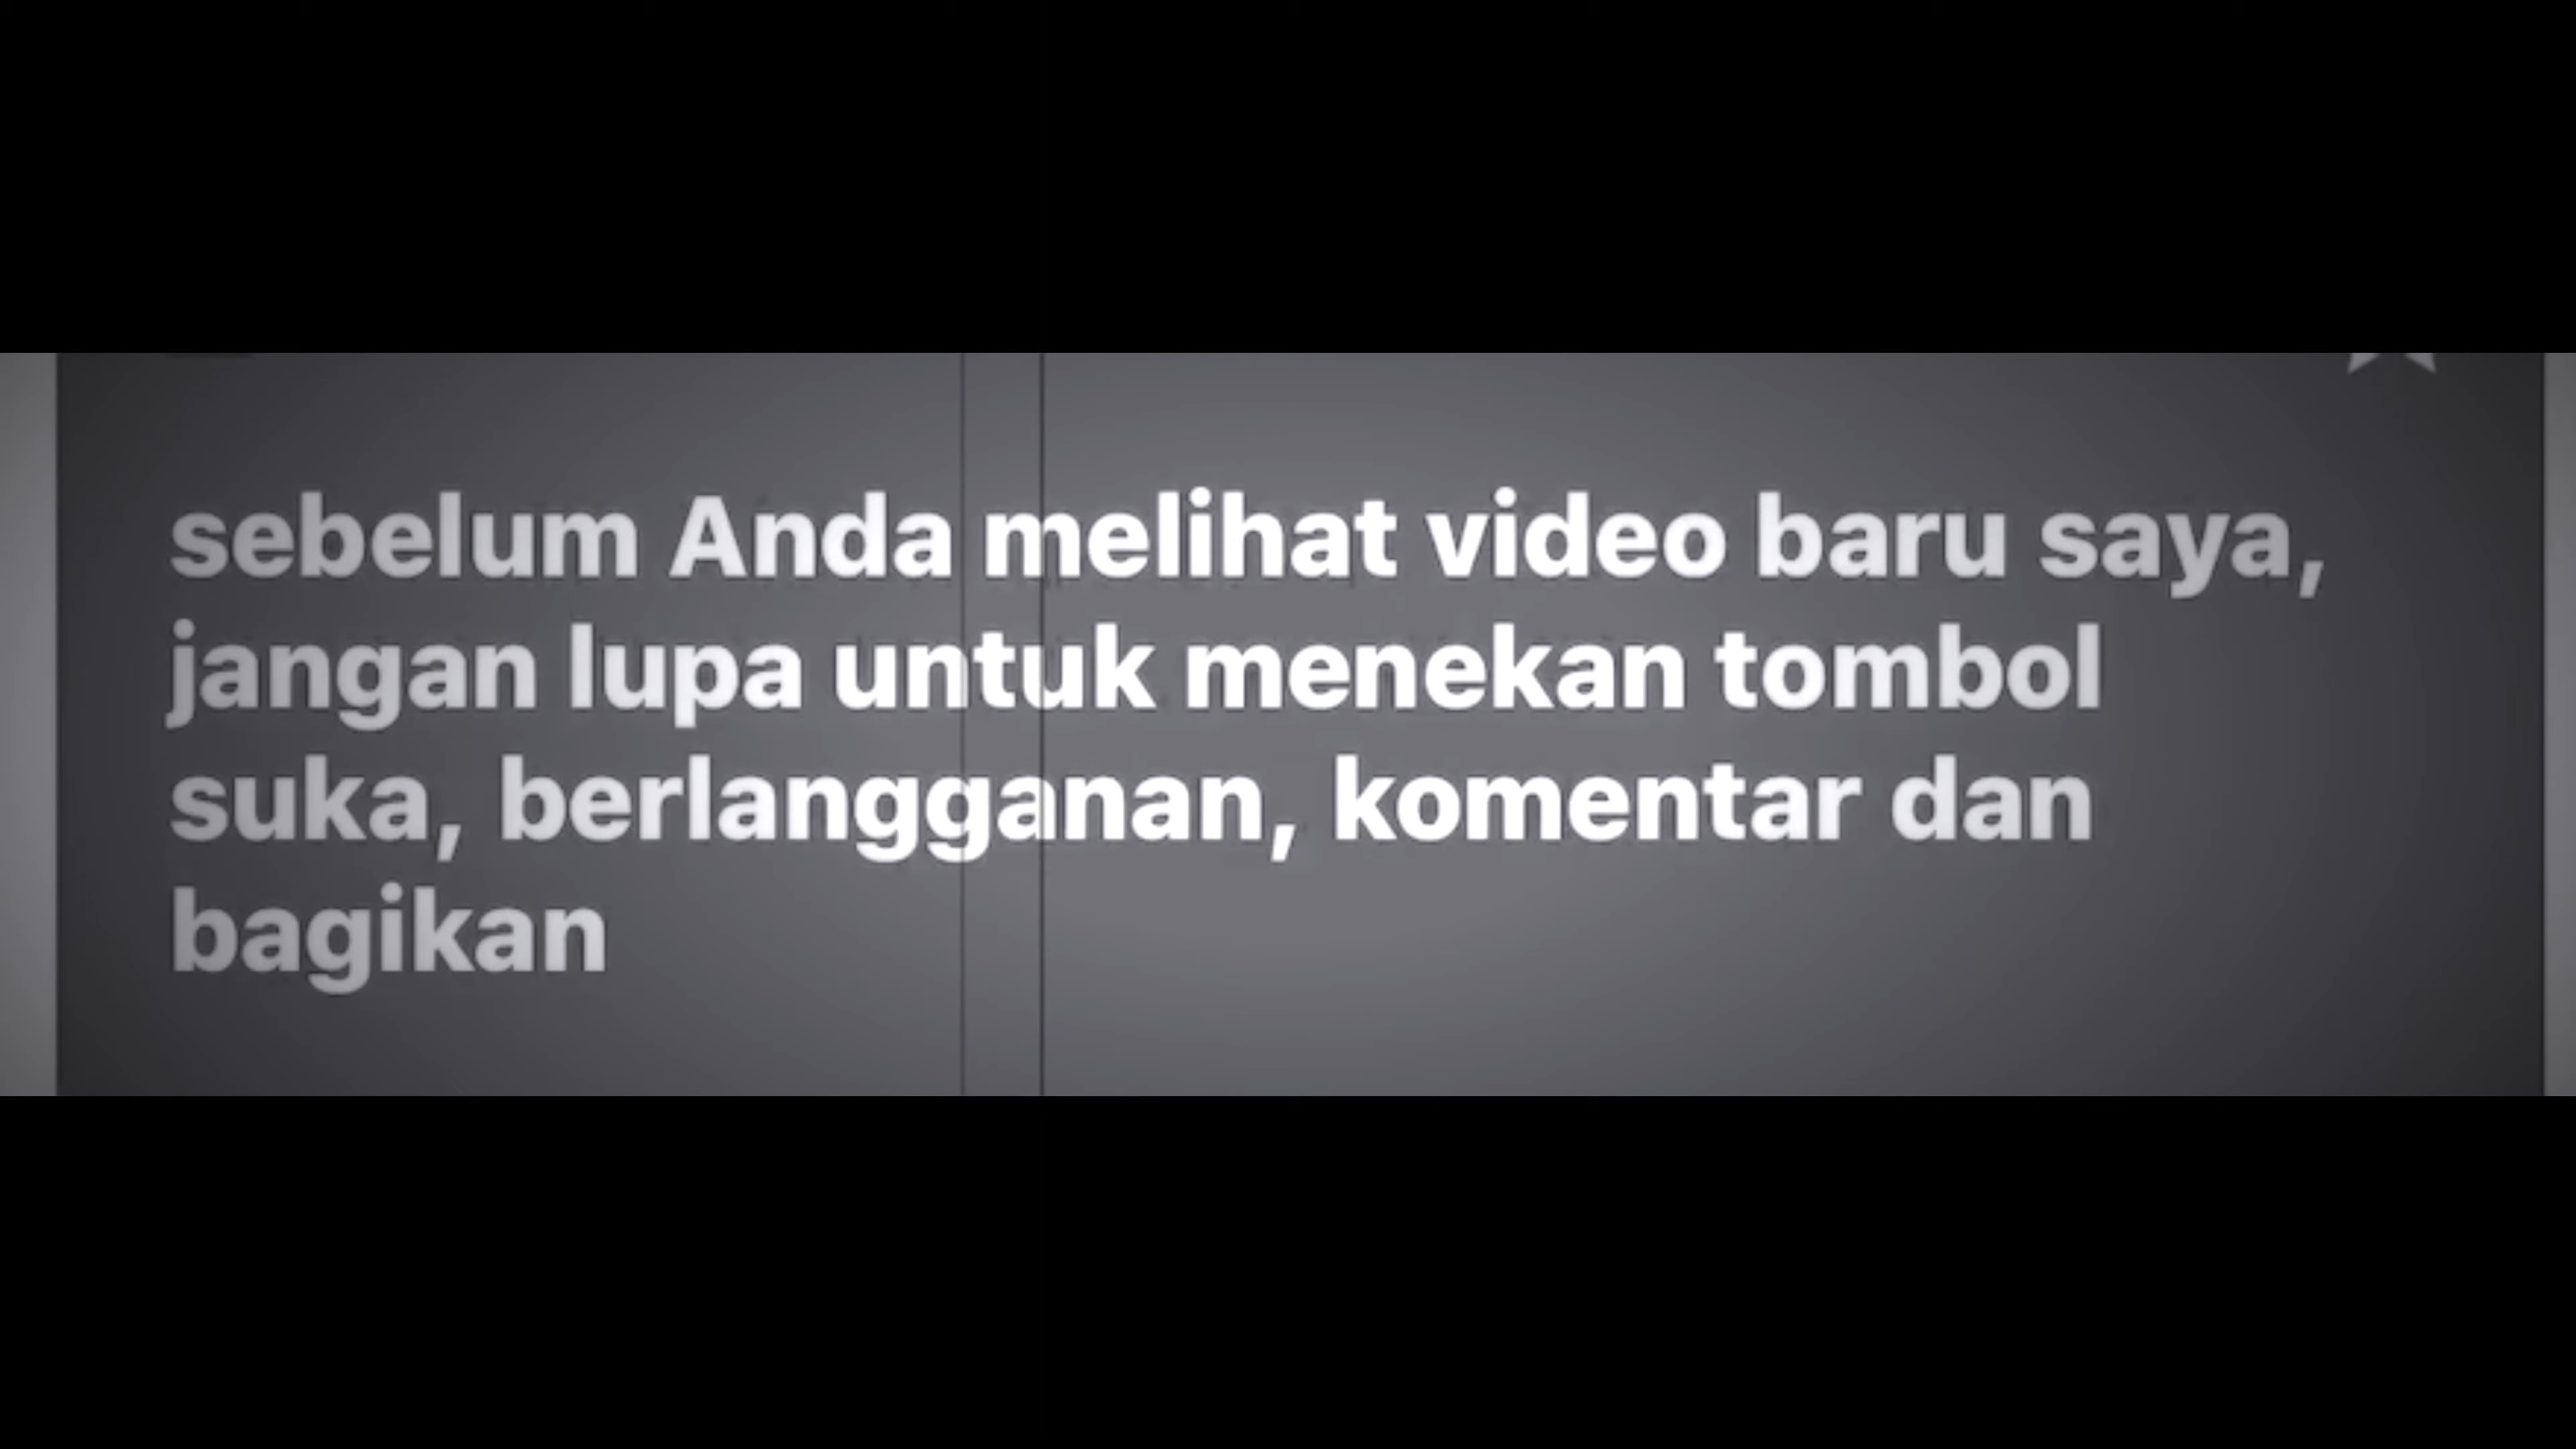 sebelum Anda melihat video baru saya,
jangan lupa untuk menekan tombol
suka, berlangganan, komentar dan
bagikan